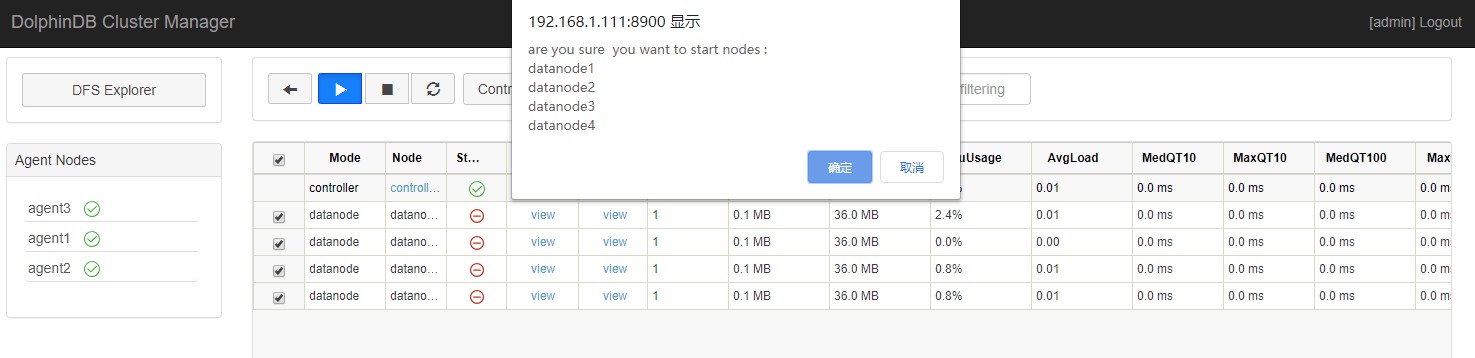 DolphinDB Cluster Manager
[admin] Logout
192.168.1.111:8900 显示
are you sure  you want to start nodes :
datanode1
datanode2
datanode3
datanode4
确定
取消
DFS Explorer
Contr
filtering
Agent Nodes
agent3
agent1
agent2
Mode Node St... uUsage AvgLoad MedQT10 MaxQT10 MedQT100 Max
controller controll... 0.01 0.0 ms 0.0 ms 0.0 ms 0.0 m
datanode datano... view view 1 0.1 MB 36.0 MB 2.4% 0.01 0.0 ms 0.0 ms 0.0 ms 0.0 m
datanode datano... view view 1 0.1 MB 36.0 MB 0.0% 0.00 0.0 ms 0.0 ms 0.0 ms 0.0 m
datanode datano... view view 1 0.1 MB 36.0 MB 0.8% 0.01 0.0 ms 0.0 ms 0.0 ms 0.0 m
datanode datano... view view 1 0.1 MB 36.0 MB 0.8% 0.01 0.0 ms 0.0 ms 0.0 ms 0.0 m